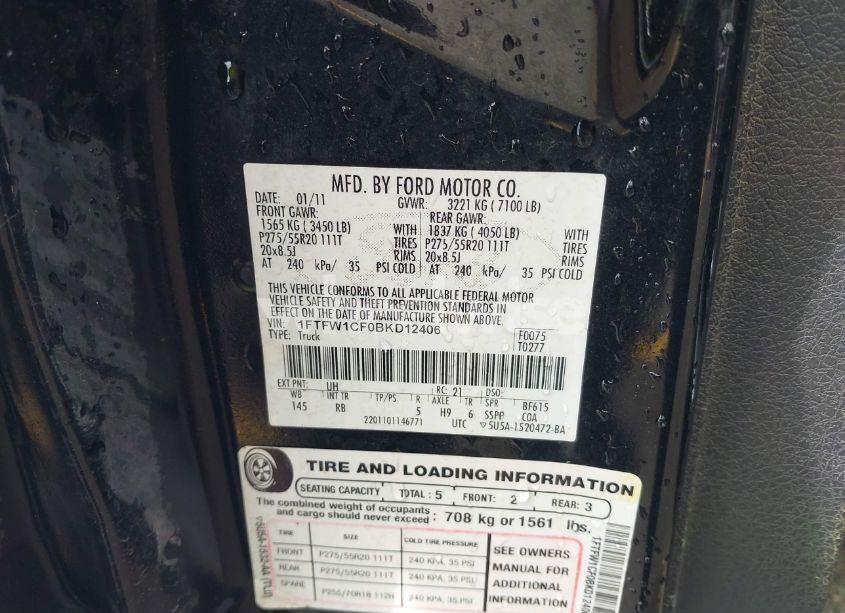 MFD. BY FORD MOTOR CO.
DATE: 01/11 GVWR: 3221 KG ( 7100 LB)
FRONT GAWR: REAR GAWR:
1565 KG ( 3450 LB) WITH 1837 KG ( 4050 LB) WITH
P275/55R20 111T TIRES P275/55R20 111T TIRES
20x8.5J RIMS 20x8.5J RIMS
AT 240 kPa/ 35 PSI COLD AT 240 kPa/ 35 PSI COLD
THIS VEHICLE CONFORMS TO ALL APPLICABLE FEDERAL MOTOR
VEHICLE SAFETY AND THEFT PREVENTION STANDARDS IN
EFFECT ON THE DATE OF MANUFACTURE SHOWN ABOVE.
VIN: 1FTFW1CF0BKD12406 F0075
TYPE: Truck T0277
EXT PNT: UH RC: 21 DSO:
WB INT TR TP/PS R AXLE TR SPR BF615
145 RB 5 H9 6 SSPP COA
2201101146771 UTC ▽5U5A-1520472-BA
TIRE AND LOADING INFORMATION
SEATING CAPACITY TOTAL : 5 FRONT: 2 REAR: 3
The combined weight of occupants
and cargo should never exceed : 708 kg or 1561 lbs.
TIRE SIZE COLD TIRE PRESSURE
FRONT P275/55R20 111T 240 KPA, 35 PSI
REAR P275/55R20 111T 240 KPA, 35 PSI
SPARE P255/70R18 112H 240 KPA, 35 PSI
SEE OWNERS
MANUAL FOR
ADDITIONAL
INFORMATION